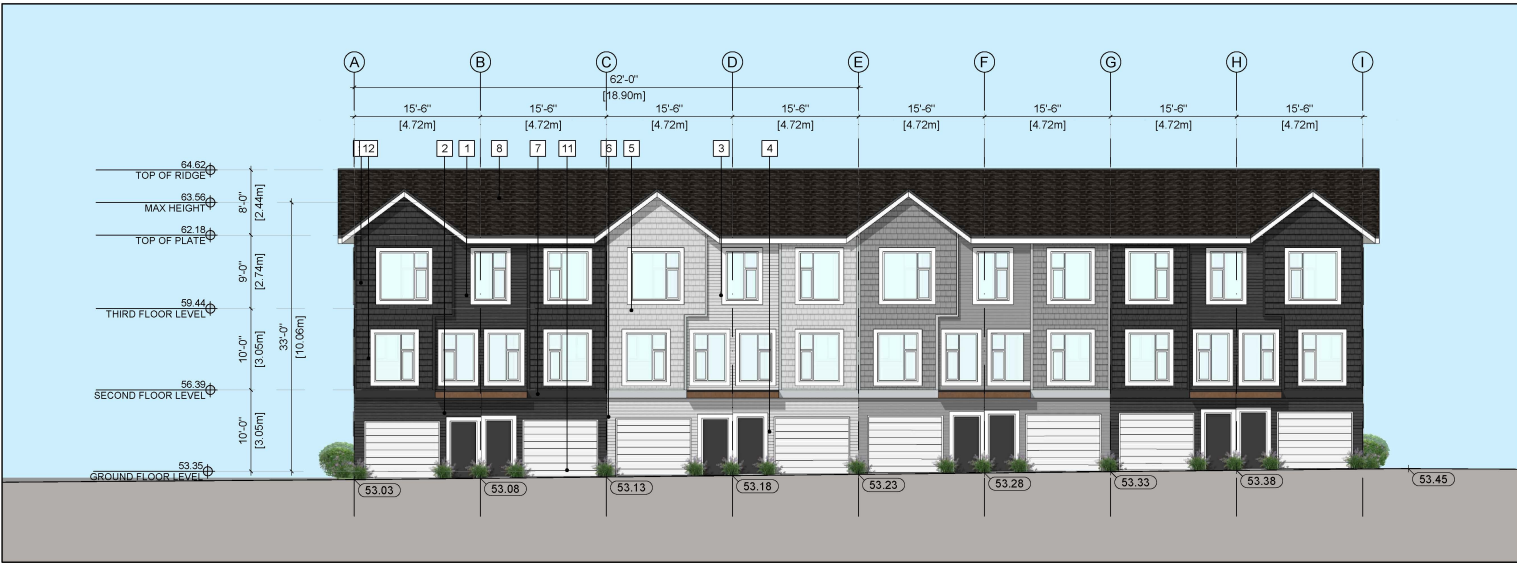 A B C D E F G H I
62'-0"
[18.90m]
15'-6" 15'-6" 15'-6" 15'-6" 15'-6" 15'-6" 15'-6" 15'-6"
[4.72m] [4.72m] [4.72m] [4.72m] [4.72m] [4.72m] [4.72m] [4.72m]
12 2 1 8 7 11 6 5 3 4
64.62
TOP OF RIDGE
8'-0"
[2.44m]
63.56
MAX HEIGHT
62.18
TOP OF PLATE
9'-0"
[2.74m]
59.44
THIRD FLOOR LEVEL
10'-0"
[3.05m]
33'-0"
[10.06m]
56.39
SECOND FLOOR LEVEL
10'-0"
[3.05m]
53.35
GROUND FLOOR LEVEL
53.03 53.08 53.13 53.18 53.23 53.28 53.33 53.38 53.45